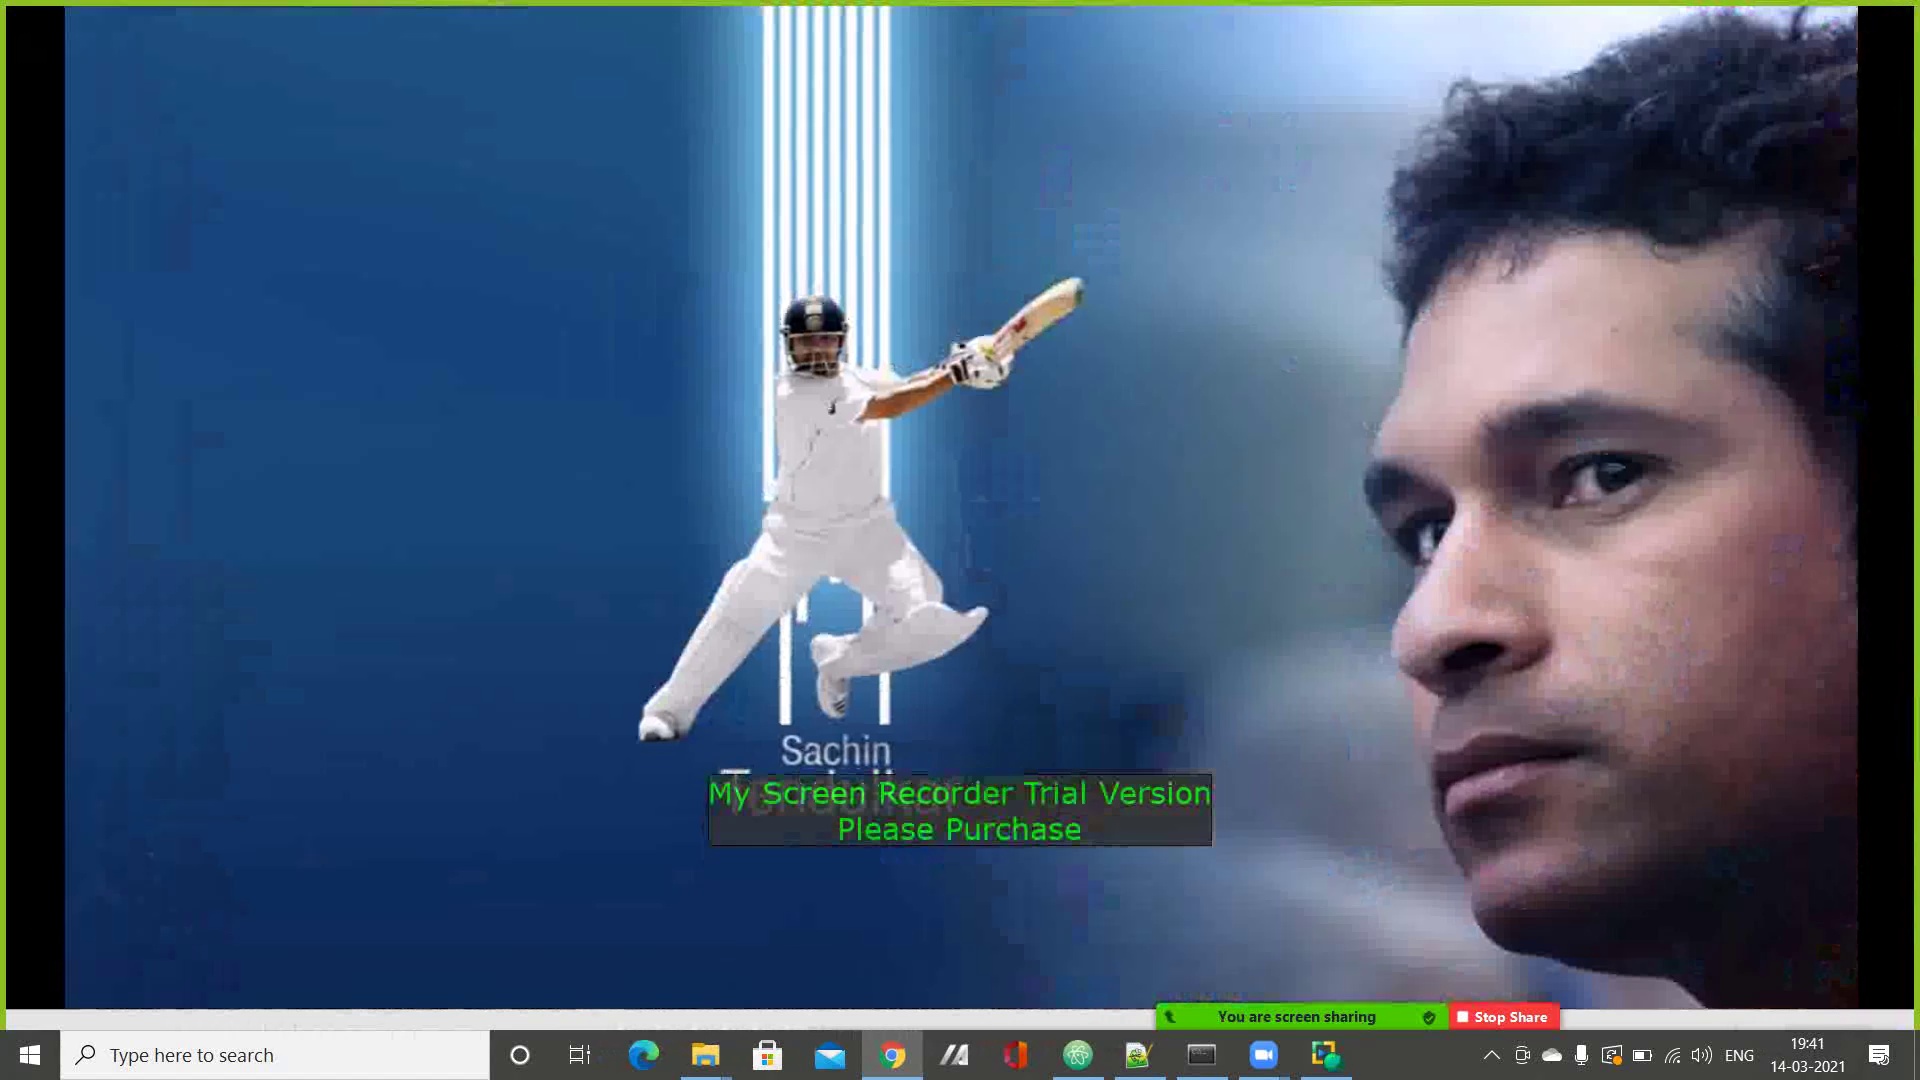 Sachin
Tendulkar
My Screen Recorder Trial Version
Please Purchase
You are screen sharing
Stop Share
Type here to search
ENG
19:41
14-03-2021